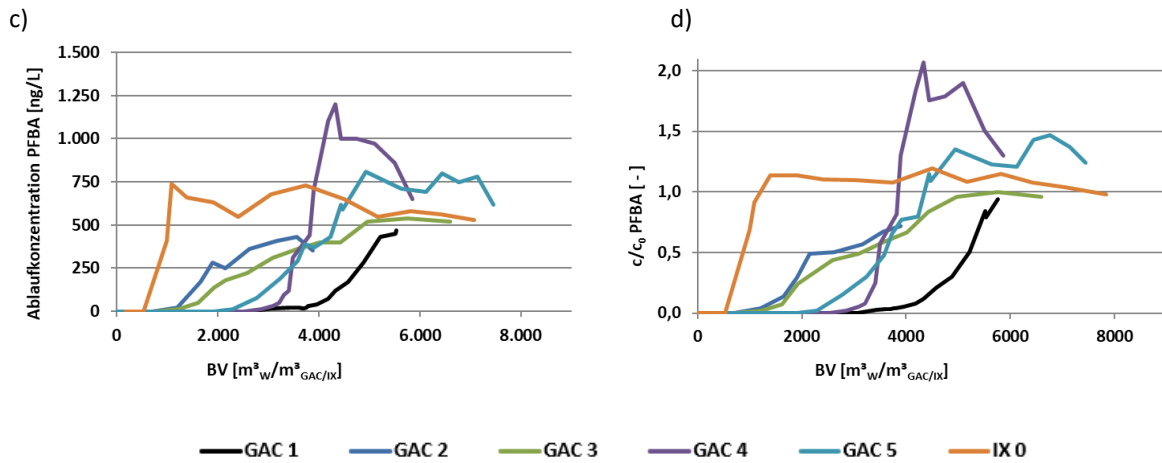 c)
Ablaufkonzentration PFBA [ng/L]
1.500
1.250
1.000
750
500
250
0
0 2.000 4.000 6.000 8.000
BV [m³W/m³GAC/IX]
d)
c/c0 PFBA [ - ]
2,0
1,5
1,0
0,5
0,0
0 2000 4000 6000 8000
BV [m³W/m³GAC/IX]
GAC 1 GAC 2 GAC 3 GAC 4 GAC 5 IX 0